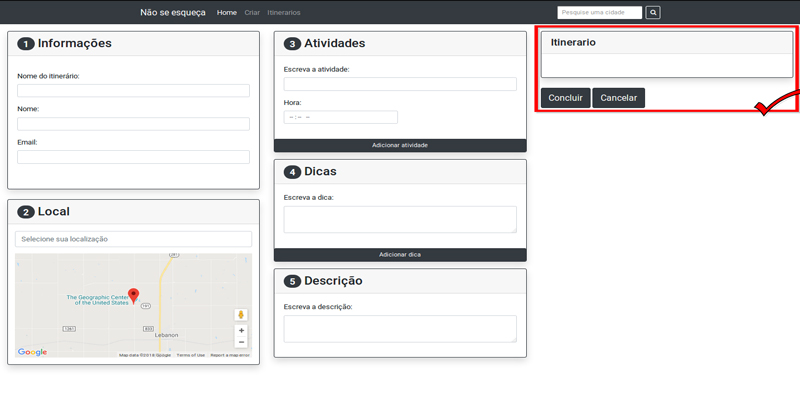 Não se esqueça Home Criar Itinerarios Pesquise uma cidade
1 Informações
Nome do itinerário:
Nome:
Email:
2 Local
Selecione sua localização
The Geographic Center
of the United States
281
191
1261
803
Lebanon
Google
Map data ©2018 Google Terms of Use Report a map error
3 Atividades
Escreva a atividade:
Hora:
--:-- --
Adicionar atividade
4 Dicas
Escreva a dica:
Adicionar dica
5 Descrição
Escreva a descrição:
Itinerario
Concluir Cancelar